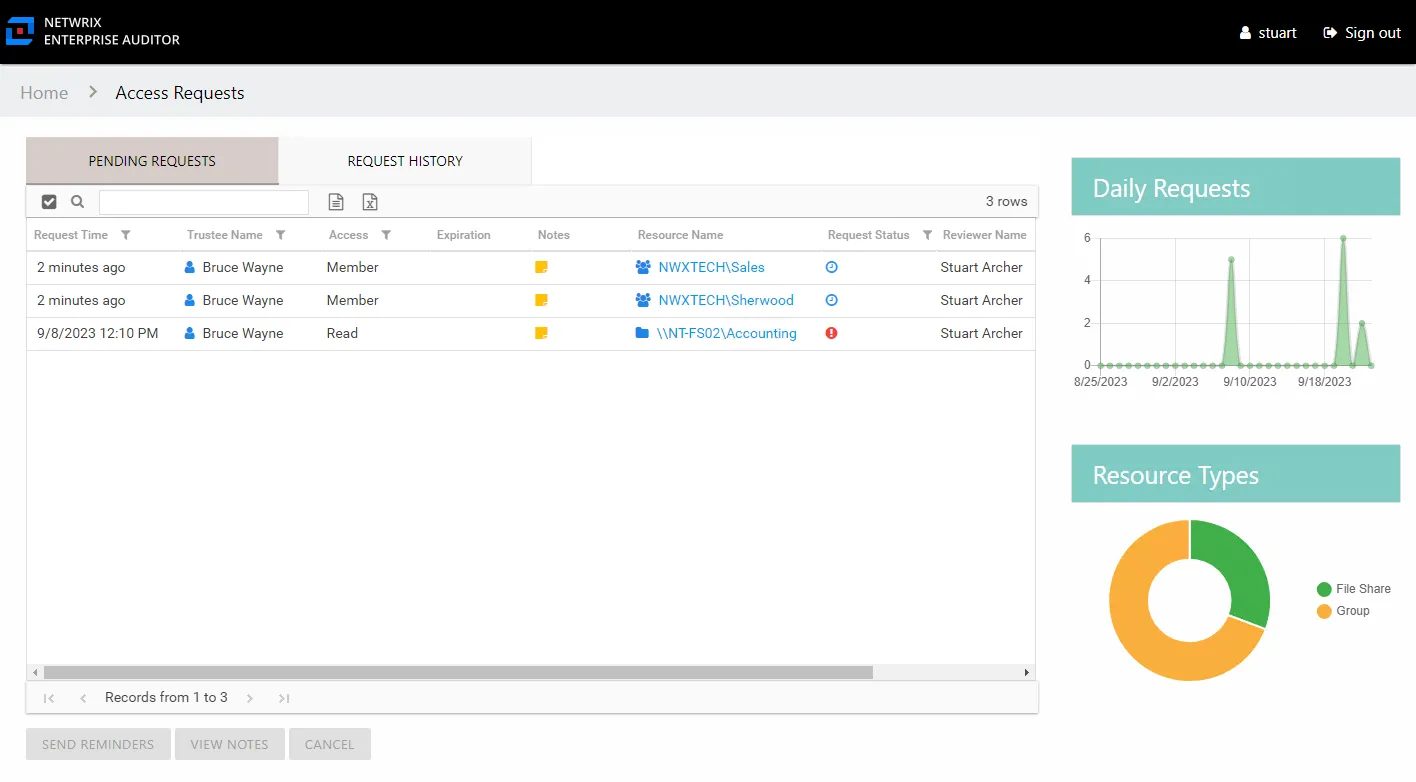 NETWRIX
ENTERPRISE AUDITOR
stuart
Sign out
Home
Access Requests
PENDING REQUESTS
REQUEST HISTORY
3 rows
Request Time
Trustee Name
Access
Expiration
Notes
Resource Name
Request Status
Reviewer Name
2 minutes ago
Bruce Wayne
Member
NWXTECH\Sales
Stuart Archer
2 minutes ago
Bruce Wayne
Member
NWXTECH\Sherwood
Stuart Archer
9/8/2023 12:10 PM
Bruce Wayne
Read
\\NT-FS02\Accounting
Stuart Archer
Records from 1 to 3
SEND REMINDERS
VIEW NOTES
CANCEL
Daily Requests
6
4
2
0
8/25/2023
9/2/2023
9/10/2023
9/18/2023
Resource Types
File Share
Group